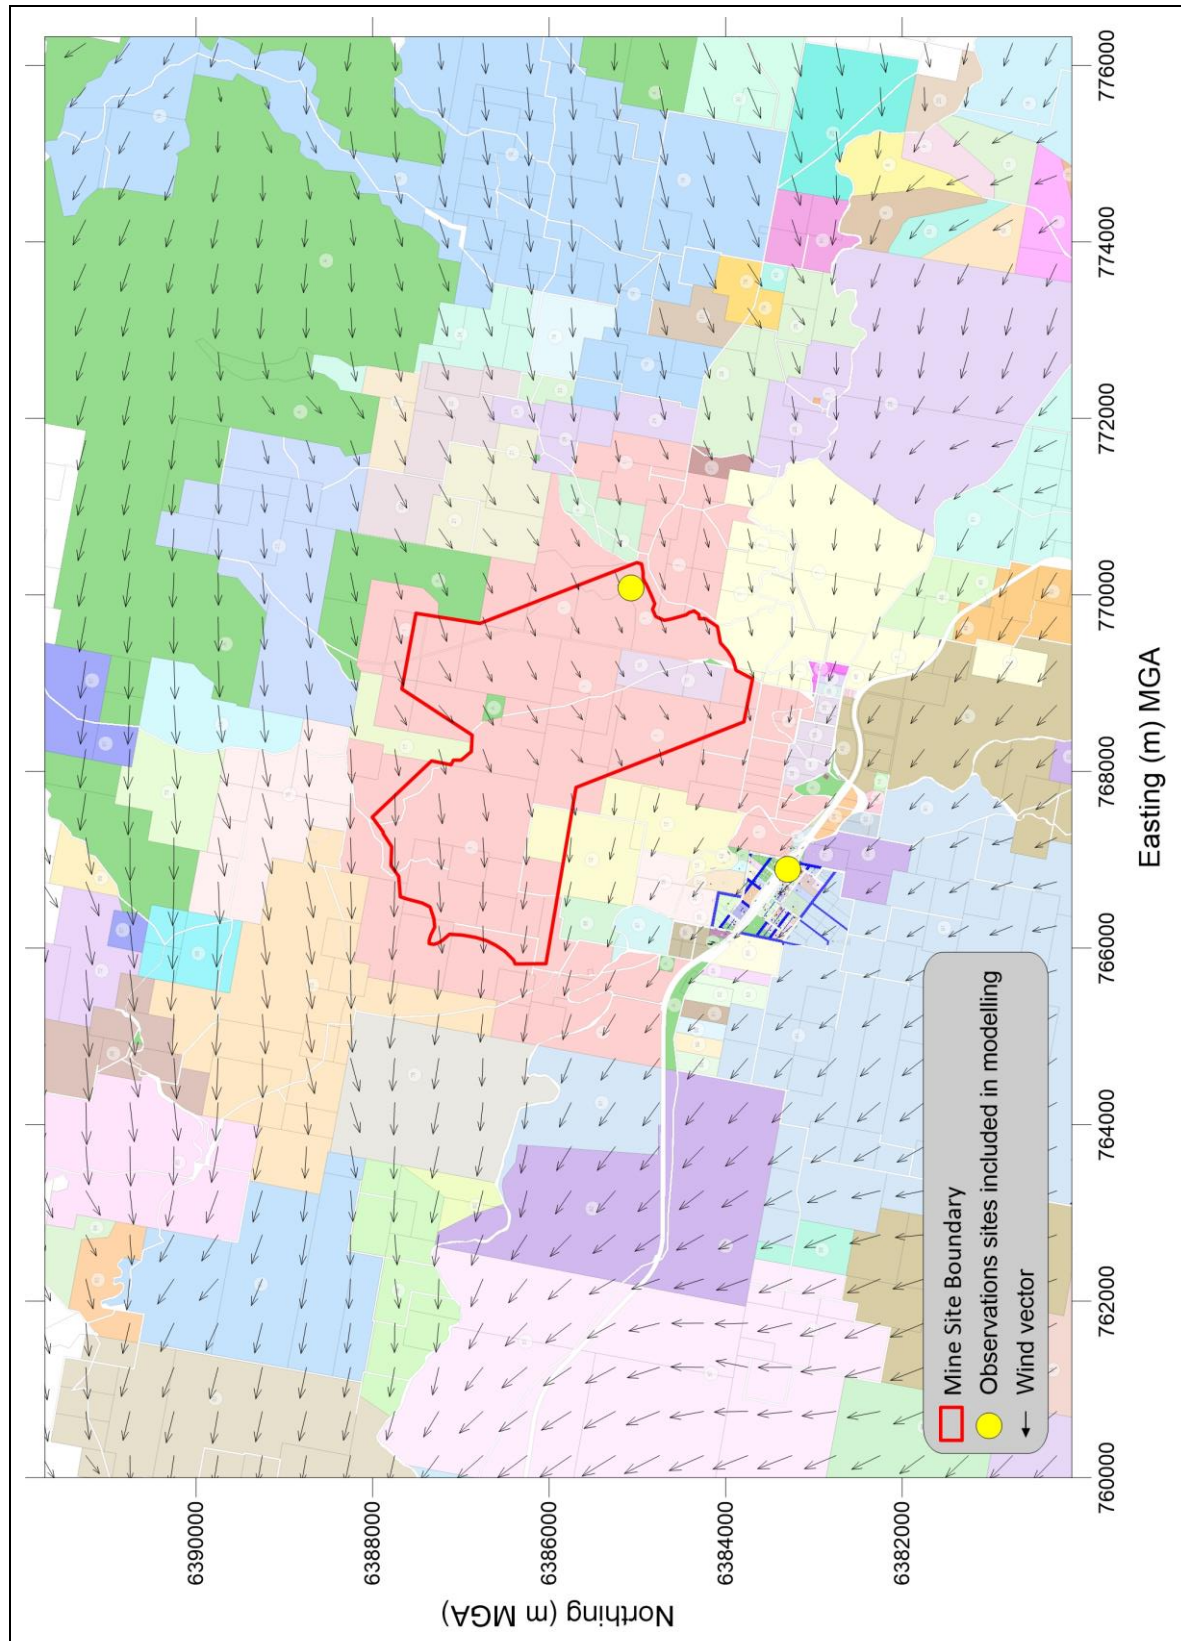 6390000
6388000
6386000
6384000
6382000
Northing (m MGA)
760000
762000
764000
766000
768000
770000
772000
774000
776000
Easting (m) MGA
Mine Site Boundary
Observations sites included in modelling
Wind vector